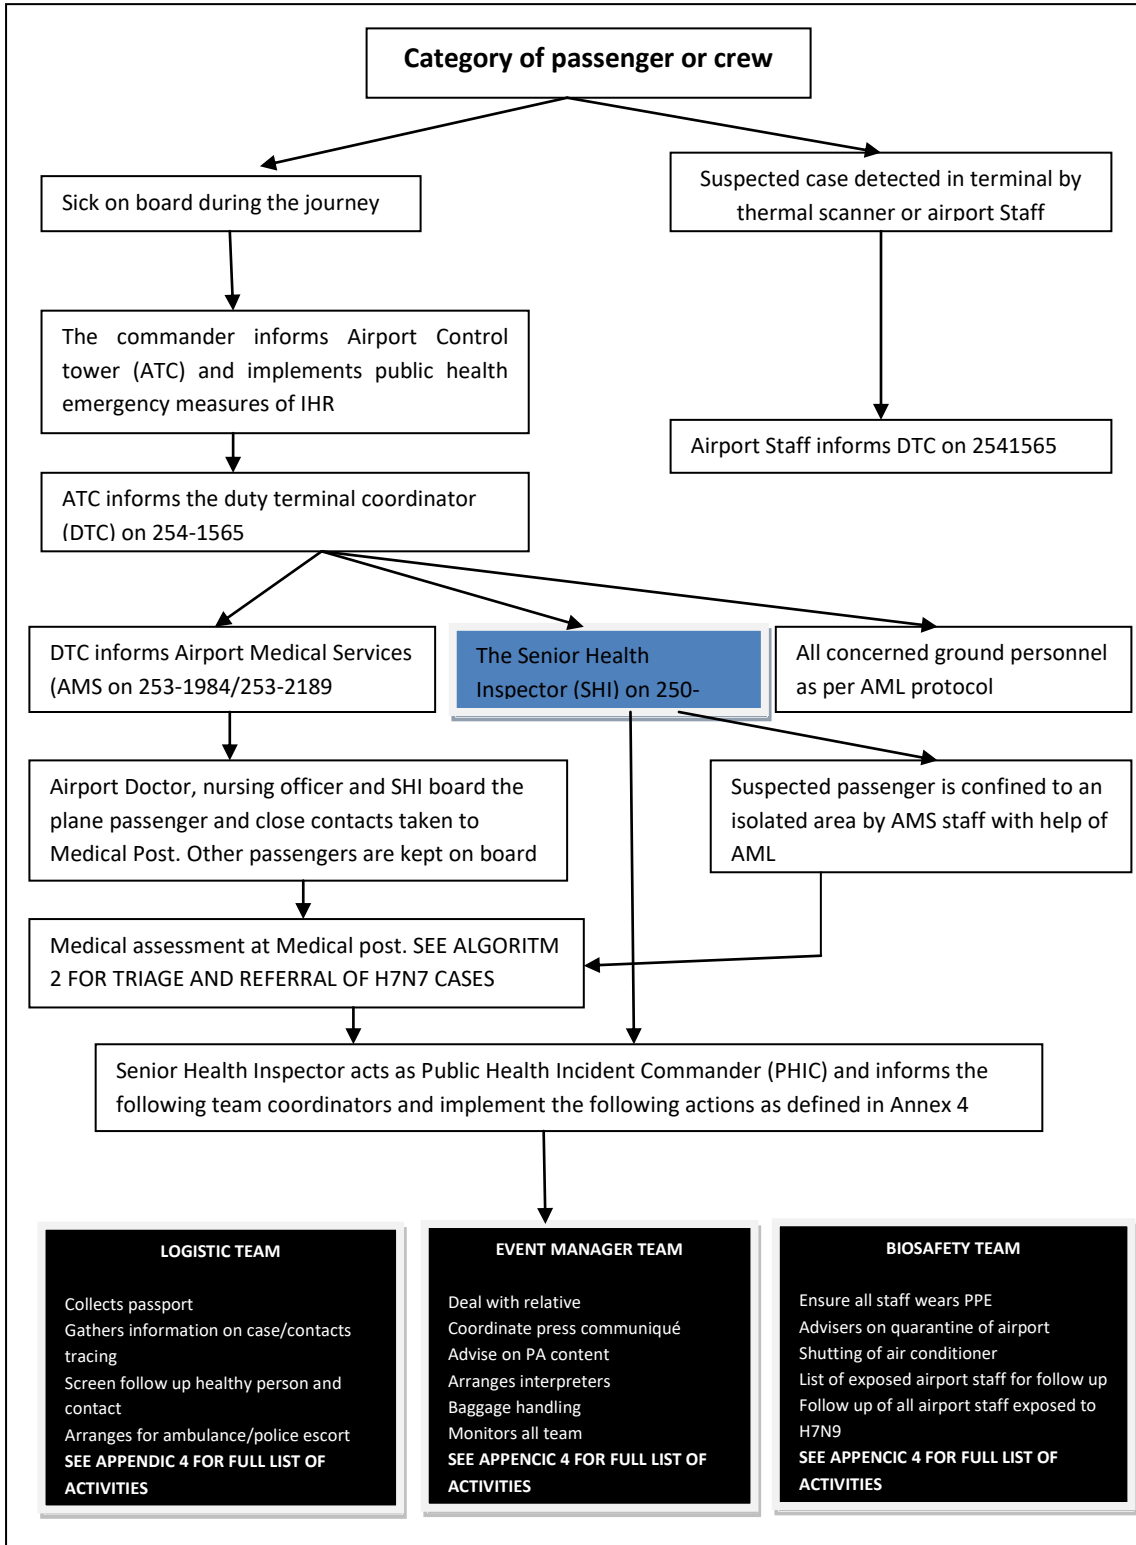 Category of passenger or crew
Sick on board during the journey
Suspected case detected in terminal by
thermal scanner or airport Staff
The commander informs Airport Control
tower (ATC) and implements public health
emergency measures of IHR
Airport Staff informs DTC on 2541565
ATC informs the duty terminal coordinator
(DTC) on 254-1565
DTC informs Airport Medical Services
(AMS on 253-1984/253-2189
The Senior Health
Inspector (SHI) on 250-
All concerned ground personnel
as per AML protocol
Airport Doctor, nursing officer and SHI board the
plane passenger and close contacts taken to
Medical Post. Other passengers are kept on board
Suspected passenger is confined to an
isolated area by AMS staff with help of
AML
Medical assessment at Medical post. SEE ALGORITM
2 FOR TRIAGE AND REFERRAL OF H7N7 CASES
Senior Health Inspector acts as Public Health Incident Commander (PHIC) and informs the
following team coordinators and implement the following actions as defined in Annex 4
LOGISTIC TEAM
Collects passport
Gathers information on case/contacts
tracing
Screen follow up healthy person and
contact
Arranges for ambulance/police escort
SEE APPENDIC 4 FOR FULL LIST OF
ACTIVITIES
EVENT MANAGER TEAM
Deal with relative
Coordinate press communiqué
Advise on PA content
Arranges interpreters
Baggage handling
Monitors all team
SEE APPENCIC 4 FOR FULL LIST OF
ACTIVITIES
BIOSAFETY TEAM
Ensure all staff wears PPE
Advisers on quarantine of airport
Shutting of air conditioner
List of exposed airport staff for follow up
Follow up of all airport staff exposed to
H7N9
SEE APPENDIC 4 FOR FULL LIST OF
ACTIVITIES